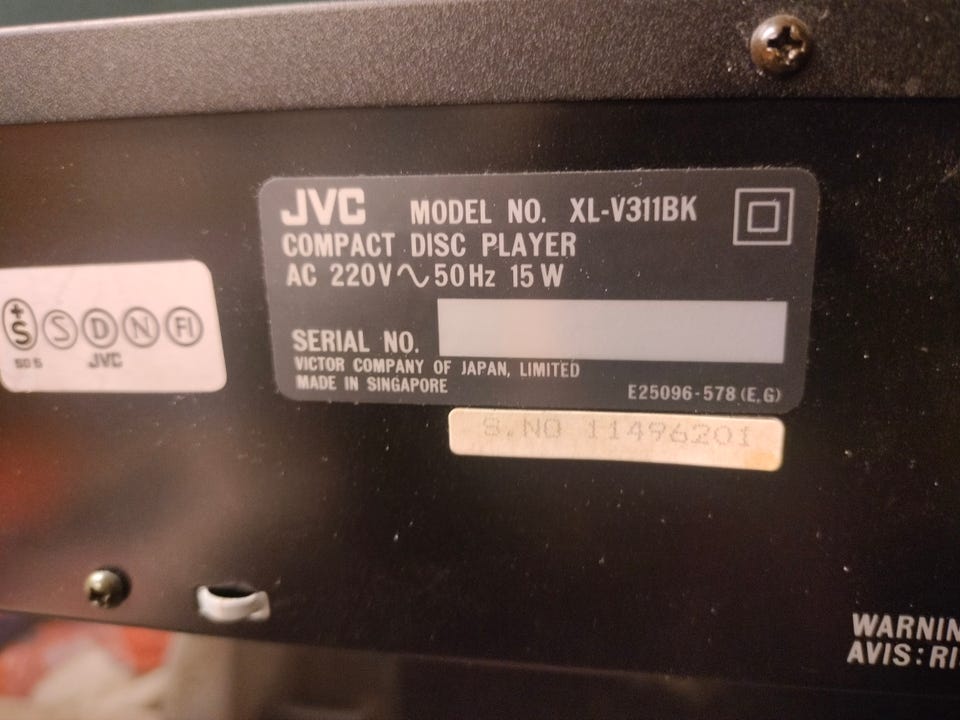 JVC MODEL NO. XL-V311BK
COMPACT DISC PLAYER
AC 220V ~ 50Hz 15W
SERIAL NO.
VICTOR COMPANY OF JAPAN, LIMITED
MADE IN SINGAPORE
E25096-578 (E,G)
S.NO 11496201
+S S D N FI
JVC
WARNIN
AVIS:RI